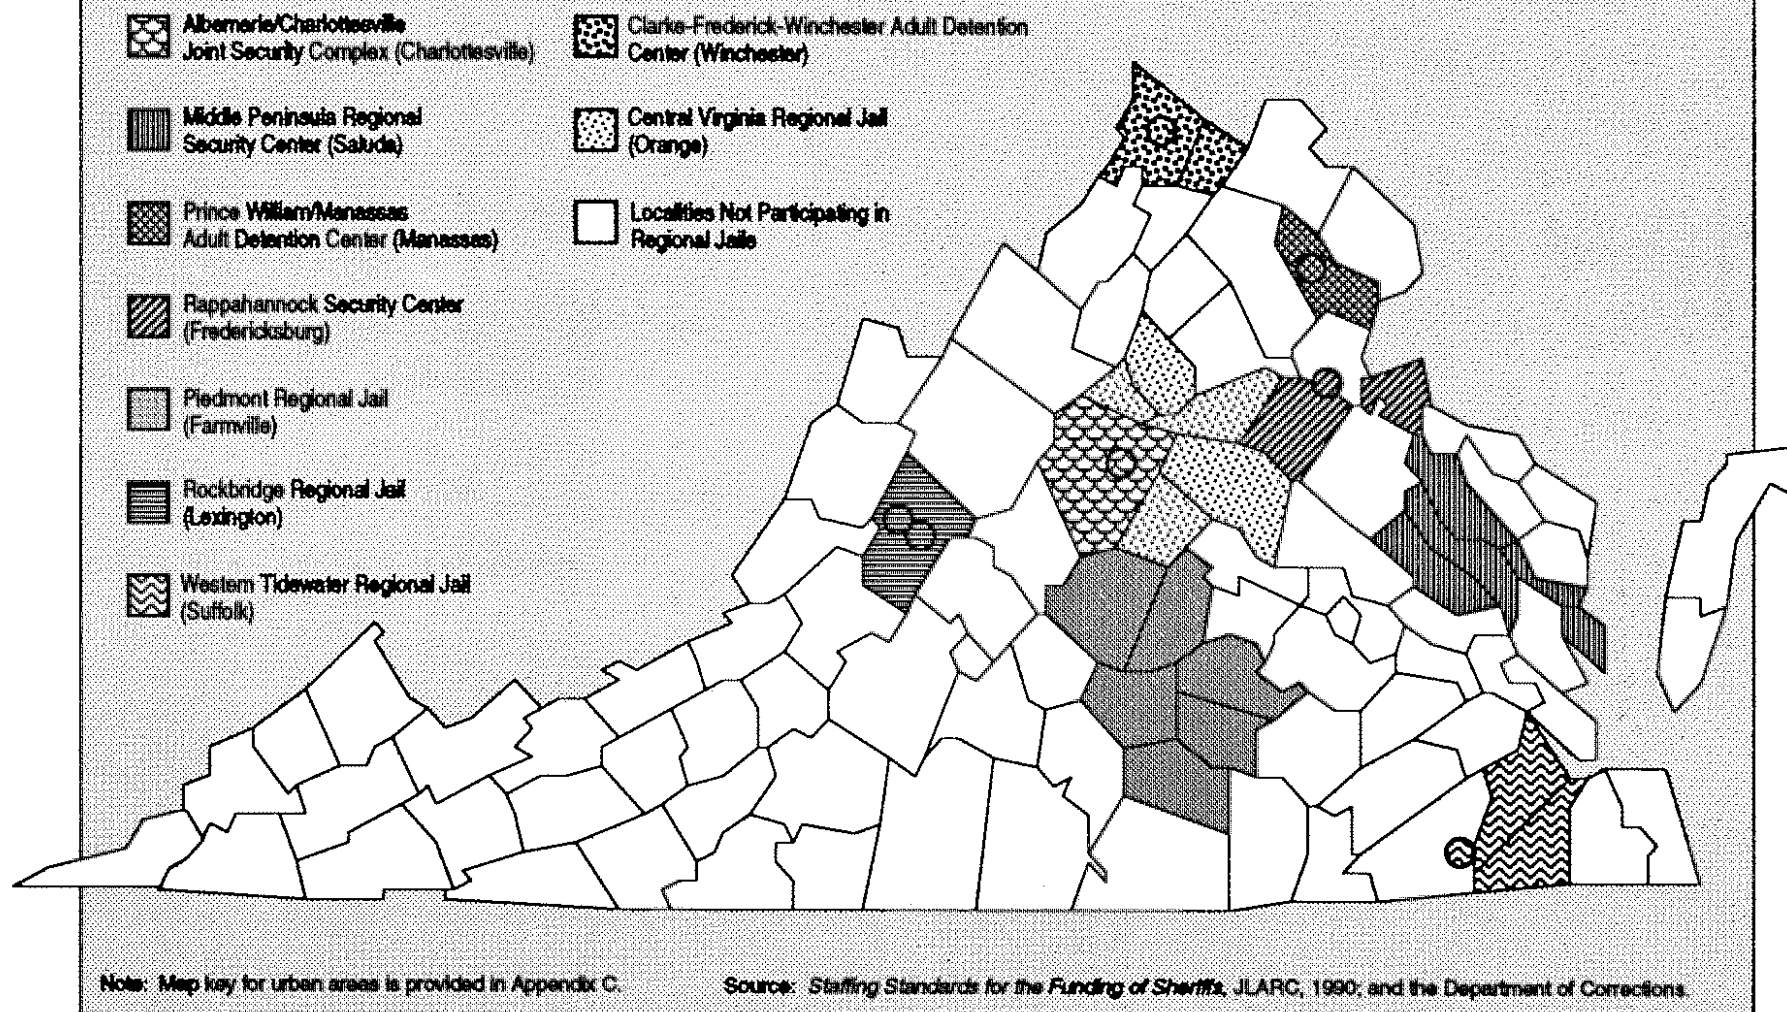 Albemarle/Charlottesville
Joint Security Complex (Charlottesville)
Middle Peninsula Regional
Security Center (Saluda)
Prince William/Manassas
Adult Detention Center (Manassas)
Rappahannock Security Center
(Fredericksburg)
Piedmont Regional Jail
(Farmville)
Rockbridge Regional Jail
(Lexington)
Western Tidewater Regional Jail
(Suffolk)
Clarke-Frederick-Winchester Adult Detention
Center (Winchester)
Central Virginia Regional Jail
(Orange)
Localities Not Participating in
Regional Jails
Note: Map key for urban areas is provided in Appendix C.
Source: Staffing Standards for the Funding of Sheriffs, JLARC, 1990; and the Department of Corrections.